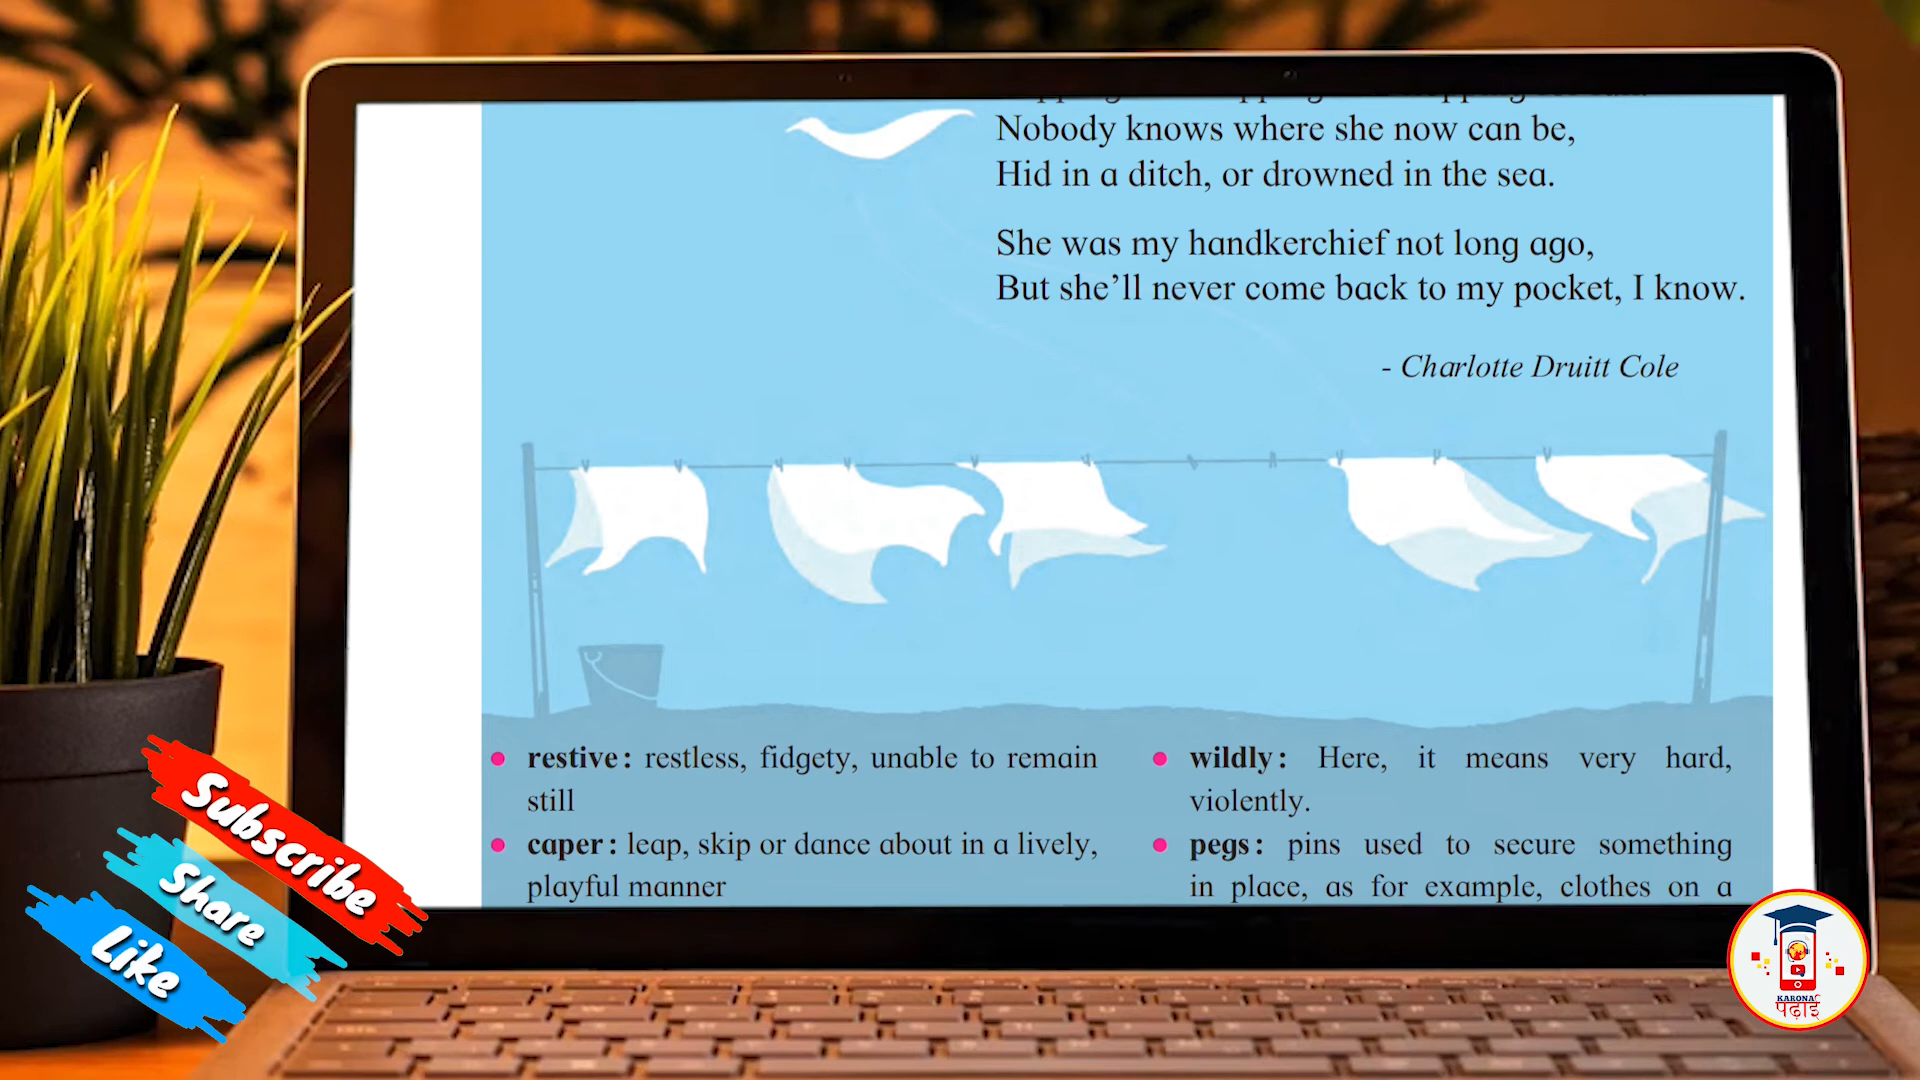 Nobody knows where she now can be,
Hid in a ditch, or drowned in the sea.
She was my handkerchief not long ago,
But she’ll never come back to my pocket, I know.
- Charlotte Druitt Cole
restive: restless, fidgety, unable to remain
still
caper: leap, skip or dance about in a lively,
playful manner
wildly: Here, it means very hard,
violently.
pegs: pins used to secure something
in place, as for example, clothes on a
Subscribe
Share
Like
KARONA
पढ़ाई